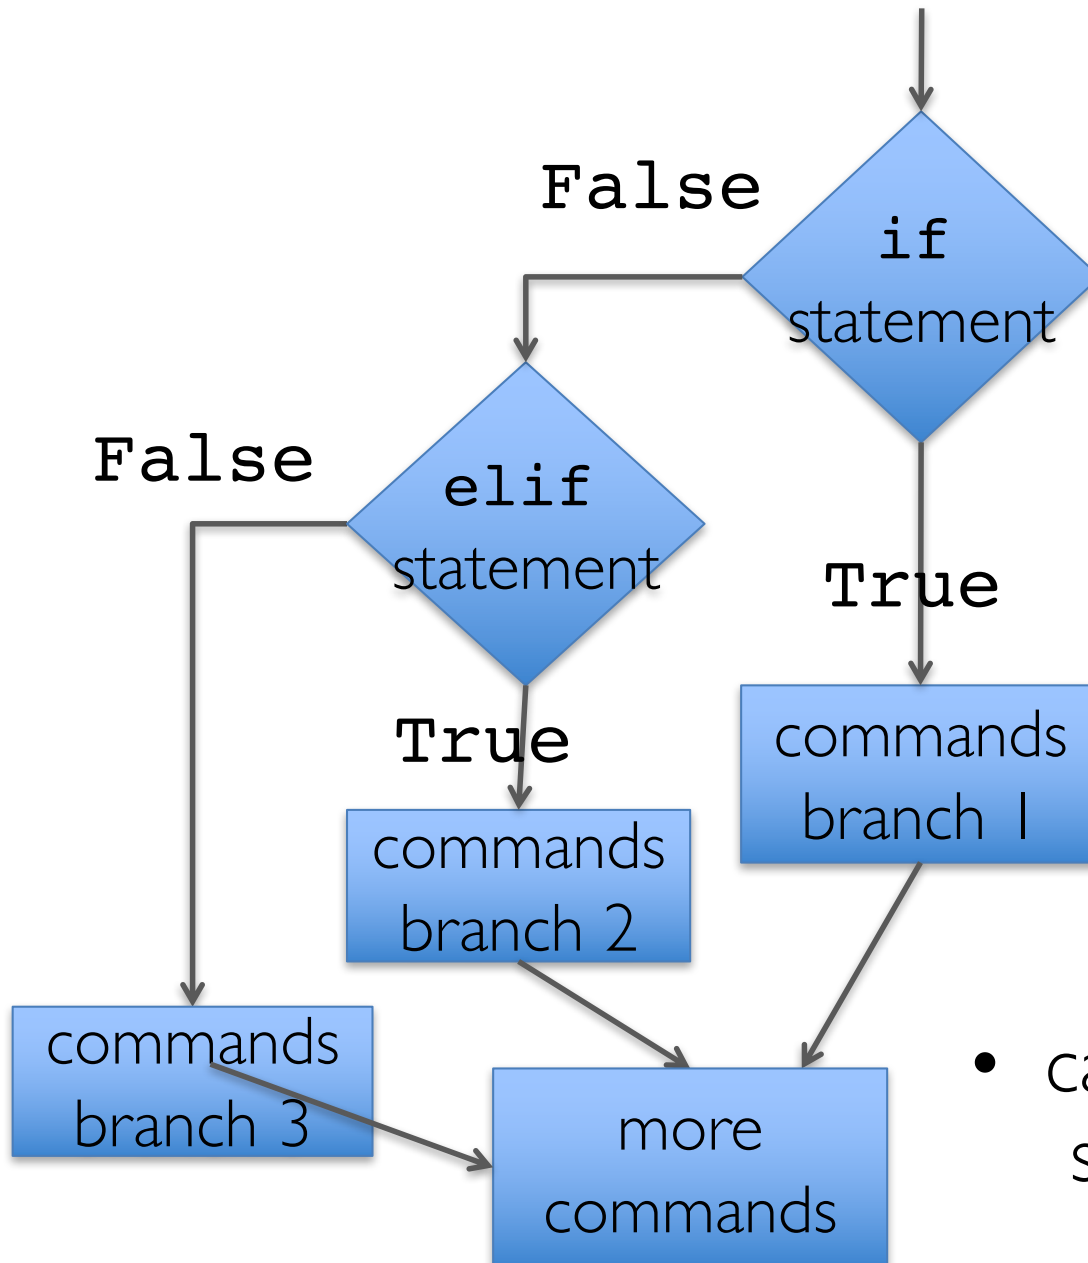 False
if
statement
False
elif
statement
True
True
commands
branch 1
commands
branch 2
commands
branch 3
more
commands
•